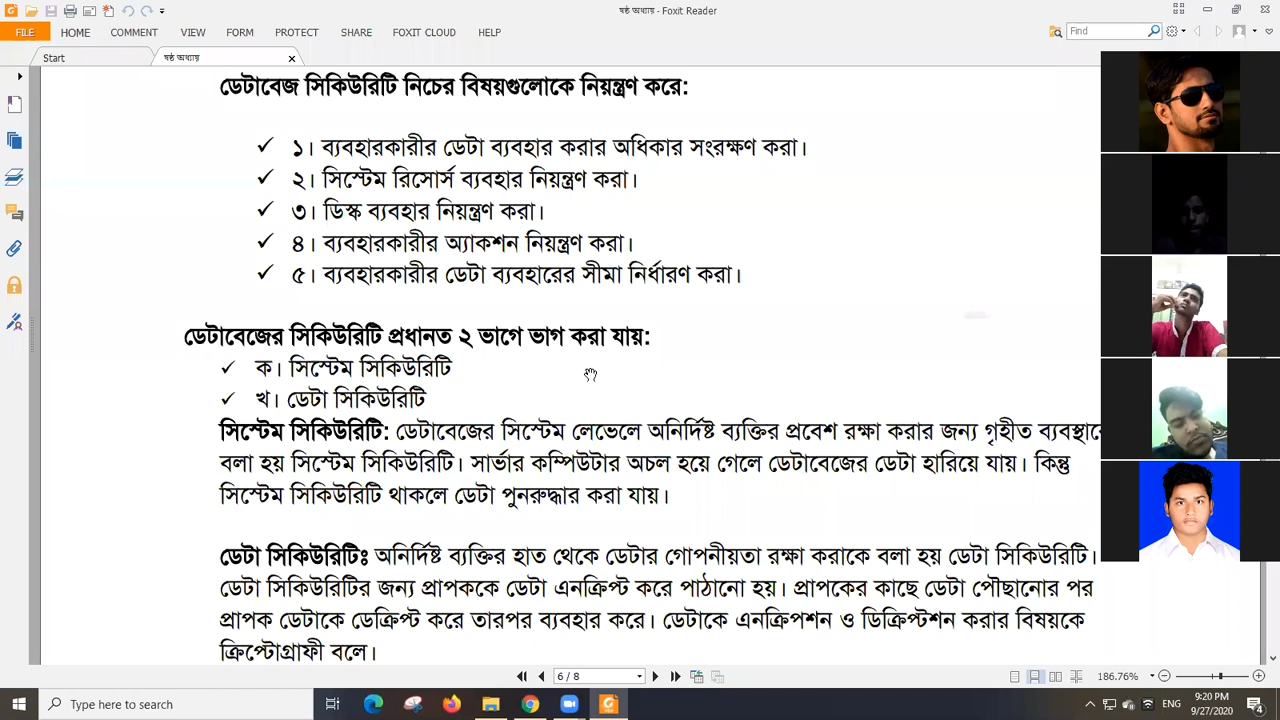 ষষ্ঠ অধ্যায় - Foxit Reader
FILE HOME COMMENT VIEW FORM PROTECT SHARE FOXIT CLOUD HELP Find
Start ষষ্ঠ অধ্যায়
ডেটাবেজ সিকিউরিটি নিচের বিষয়গুলোকে নিয়ন্ত্রণ করে:
✓ ১। ব্যবহারকারীর ডেটা ব্যবহার করার অধিকার সংরক্ষণ করা।
✓ ২। সিস্টেম রিসোর্স ব্যবহার নিয়ন্ত্রণ করা।
✓ ৩। ডিস্ক ব্যবহার নিয়ন্ত্রণ করা।
✓ ৪। ব্যবহারকারীর অ্যাকশন নিয়ন্ত্রণ করা।
✓ ৫। ব্যবহারকারীর ডেটা ব্যবহারের সীমা নির্ধারণ করা।
ডেটাবেজের সিকিউরিটি প্রধানত ২ ভাগে ভাগ করা যায়:
✓ ক। সিস্টেম সিকিউরিটি
✓ খ। ডেটা সিকিউরিটি
সিস্টেম সিকিউরিটি: ডেটাবেজের সিস্টেম লেভেলে অনির্দিষ্ট ব্যক্তির প্রবেশ রক্ষা করার জন্য গৃহীত
বলা হয় সিস্টেম সিকিউরিটি। সার্ভার কম্পিউটার অচল হয়ে গেলে ডেটাবেজের ডেটা হারিয়ে যায়। কিন্তু
সিস্টেম সিকিউরিটি থাকলে ডেটা পুনরুদ্ধার করা যায়।
ডেটা সিকিউরিটিঃ অনির্দিষ্ট ব্যক্তির হাত থেকে ডেটার গোপনীয়তা রক্ষা করাকে বলা হয় ডেটা সিকিউরিটি।
ডেটা সিকিউরিটির জন্য প্রাপককে ডেটা এনক্রিপ্ট করে পাঠানো হয়। প্রাপকের কাছে ডেটা পৌছানোর পর
প্রাপক ডেটাকে ডেক্রিপ্ট করে তারপর ব্যবহার করে। ডেটাকে এনক্রিপশন ও ডিক্রিপ্টশন করার বিষয়কে
ক্রিপ্টোগ্রাফী বলে।
6 / 8 186.76%
Type here to search ENG 9:20 PM
9/27/2020